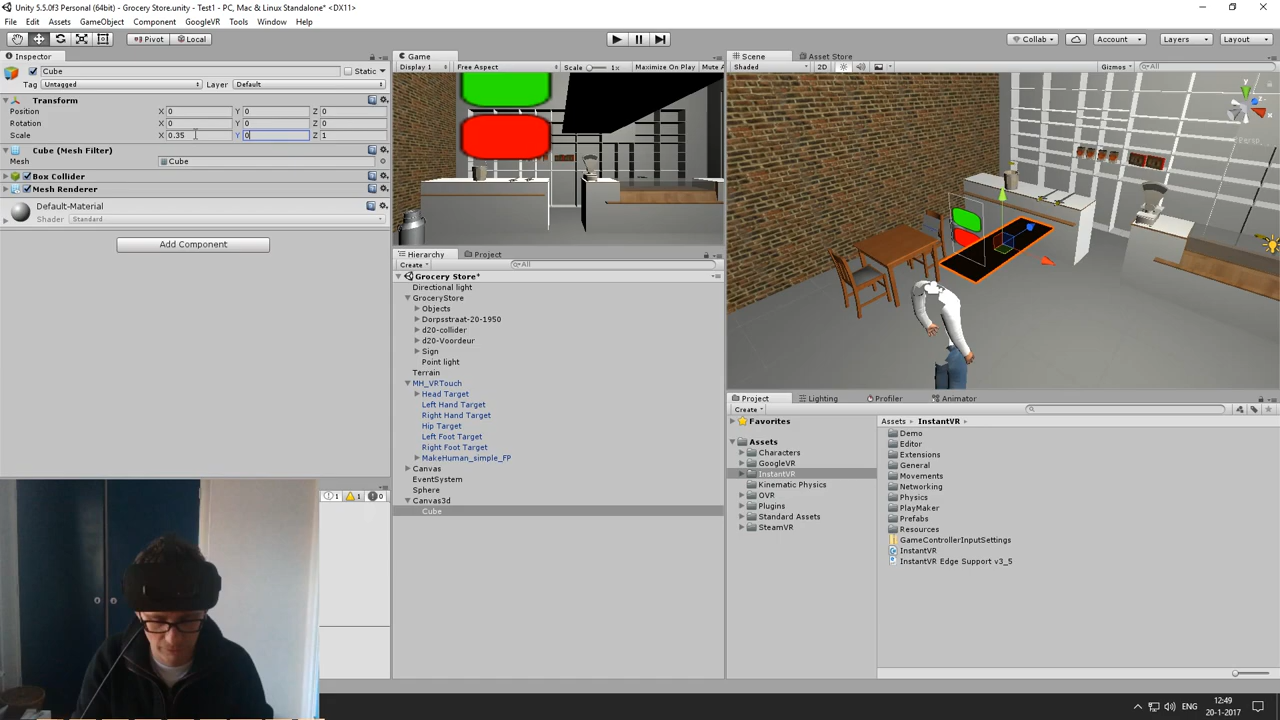 Unity 5.5.0f3 Personal (64bit) - Grocery Store.unity - Test1 - PC, Mac & Linux Standalone* <DX11>
File Edit Assets GameObject Component GoogleVR Tools Window Help
Pivot Local Collab Account Layers Layout
Inspector
Cube Static
Tag Untagged Layer Default
Transform
Position X 0 Y 0 Z 0
Rotation X 0 Y 0 Z 0
Scale X 0.35 Y 0 Z 1
Cube (Mesh Filter)
Mesh Cube
Box Collider
Mesh Renderer
Default-Material
Shader Standard
Add Component
1 1 0
Game
Display 1 Free Aspect Scale 1x Maximize On Play Mute A
Hierarchy Project
Create All
Grocery Store*
Directional light
GroceryStore
Objects
Dorpsstraat-20-1950
d20-collider
d20-Voordeur
Sign
Point light
Terrain
MH_VRTouch
Head Target
Left Hand Target
Right Hand Target
Hip Target
Left Foot Target
Right Foot Target
MakeHuman_simple_FP
Canvas
EventSystem
Sphere
Canvas3d
Cube
Scene Asset Store
Shaded 2D Gizmos All
y
Persp
Project Lighting Profiler Animator
Create
Favorites
Assets
Characters
GoogleVR
InstantVR
Kinematic Physics
OVR
Plugins
Standard Assets
SteamVR
Assets InstantVR
Demo
Editor
Extensions
General
Movements
Networking
Physics
PlayMaker
Prefabs
Resources
GameControllerInputSettings
InstantVR
InstantVR Edge Support v3_5
ENG
12:49
20-1-2017